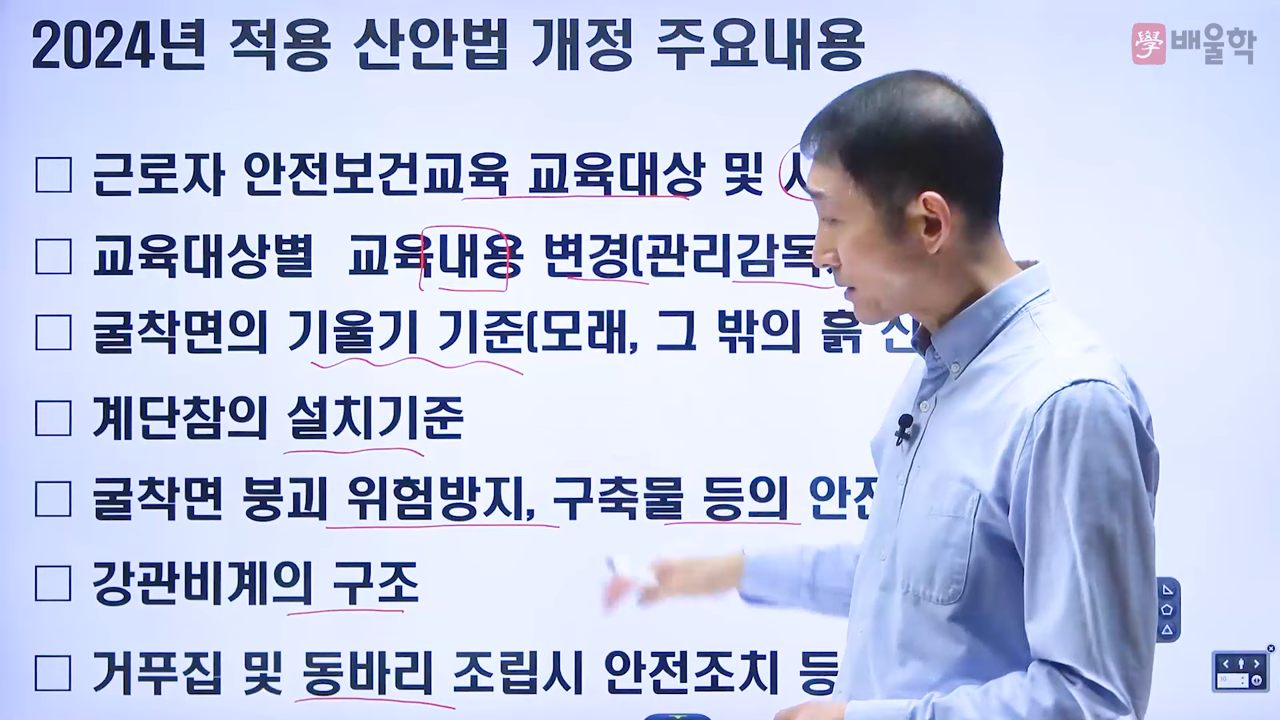 2024년 적용 산안법 개정 주요내용
學 배울학
□ 근로자 안전보건교육 교육대상 및
□ 교육대상별 교육내용 변경(관리감독
□ 굴착면의 기울기 기준(모래, 그 밖의 흙
□ 계단참의 설치기준
□ 굴착면 붕괴 위험방지, 구축물 등의 안전
□ 강관비계의 구조
□ 거푸집 및 동바리 조립시 안전조치 등